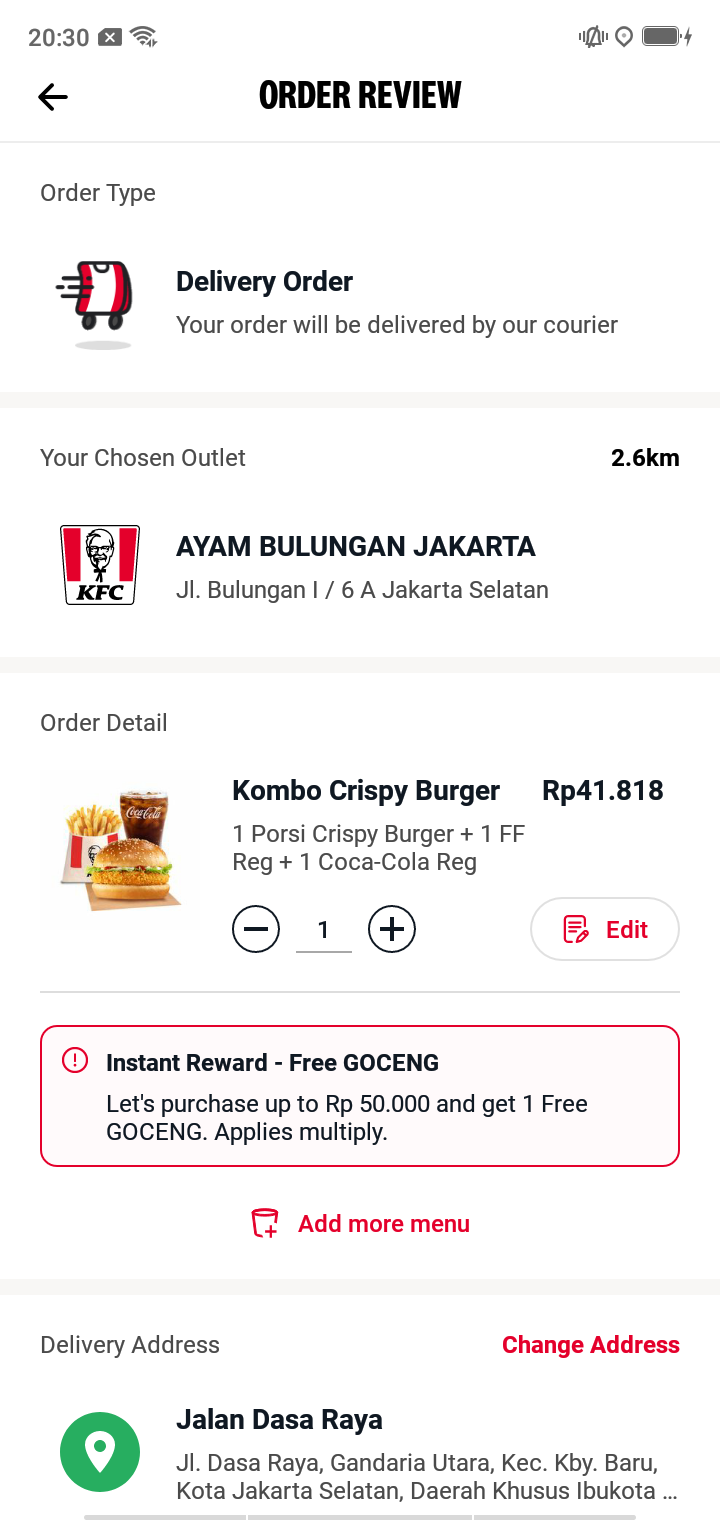 20:30
ORDER REVIEW
Order Type
Delivery Order
Your order will be delivered by our courier
Your Chosen Outlet
2.6km
KFC
AYAM BULUNGAN JAKARTA
Jl. Bulungan I / 6 A Jakarta Selatan
Order Detail
Coca-Cola
Kombo Crispy Burger
Rp41.818
1 Porsi Crispy Burger + 1 FF
Reg + 1 Coca-Cola Reg
1
Edit
Instant Reward - Free GOCENG
Let's purchase up to Rp 50.000 and get 1 Free
GOCENG. Applies multiply.
Add more menu
Delivery Address
Change Address
Jalan Dasa Raya
Jl. Dasa Raya, Gandaria Utara, Kec. Kby. Baru,
Kota Jakarta Selatan, Daerah Khusus Ibukota ...